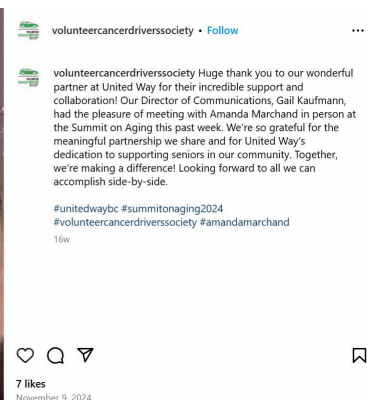 volunteercancerdriverssociety • Follow
volunteercancerdriverssociety Huge thank you to our wonderful
partner at United Way for their incredible support and
collaboration! Our Director of Communications, Gail Kaufmann,
had the pleasure of meeting with Amanda Marchand in person at
the Summit on Aging this past week. We're so grateful for the
meaningful partnership we share and for United Way's
dedication to supporting seniors in our community. Together,
we're making a difference! Looking forward to all we can
accomplish side-by-side.
#unitedwaybc #summitonaging2024
#volunteercancerdriverssociety #amandamarchand
16w
7 likes
November 9, 2024